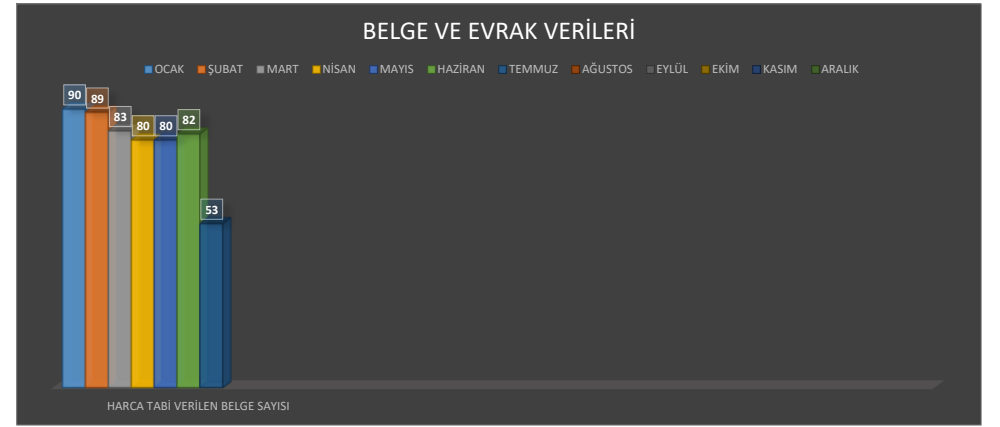 BELGE VE EVRAK VERİLERİ
OCAK ŞUBAT MART NİSAN MAYIS HAZİRAN TEMMUZ AĞUSTOS EYLÜL EKİM KASIM ARALIK
90 89 83 80 80 82 53
HARCA TABİ VERİLEN BELGE SAYISI